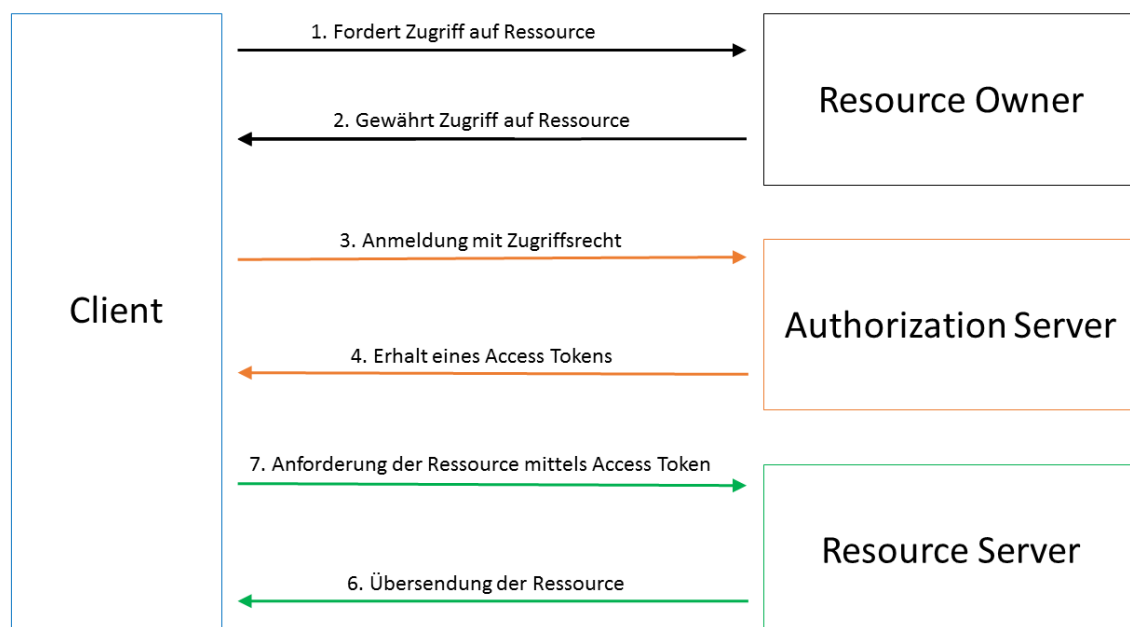 1. Fordert Zugriff auf Ressource
Resource Owner
2. Gewährt Zugriff auf Ressource
3. Anmeldung mit Zugriffsrecht
Client
Authorization Server
4. Erhalt eines Access Tokens
7. Anforderung der Ressource mittels Access Token
Resource Server
6. Übersendung der Ressource